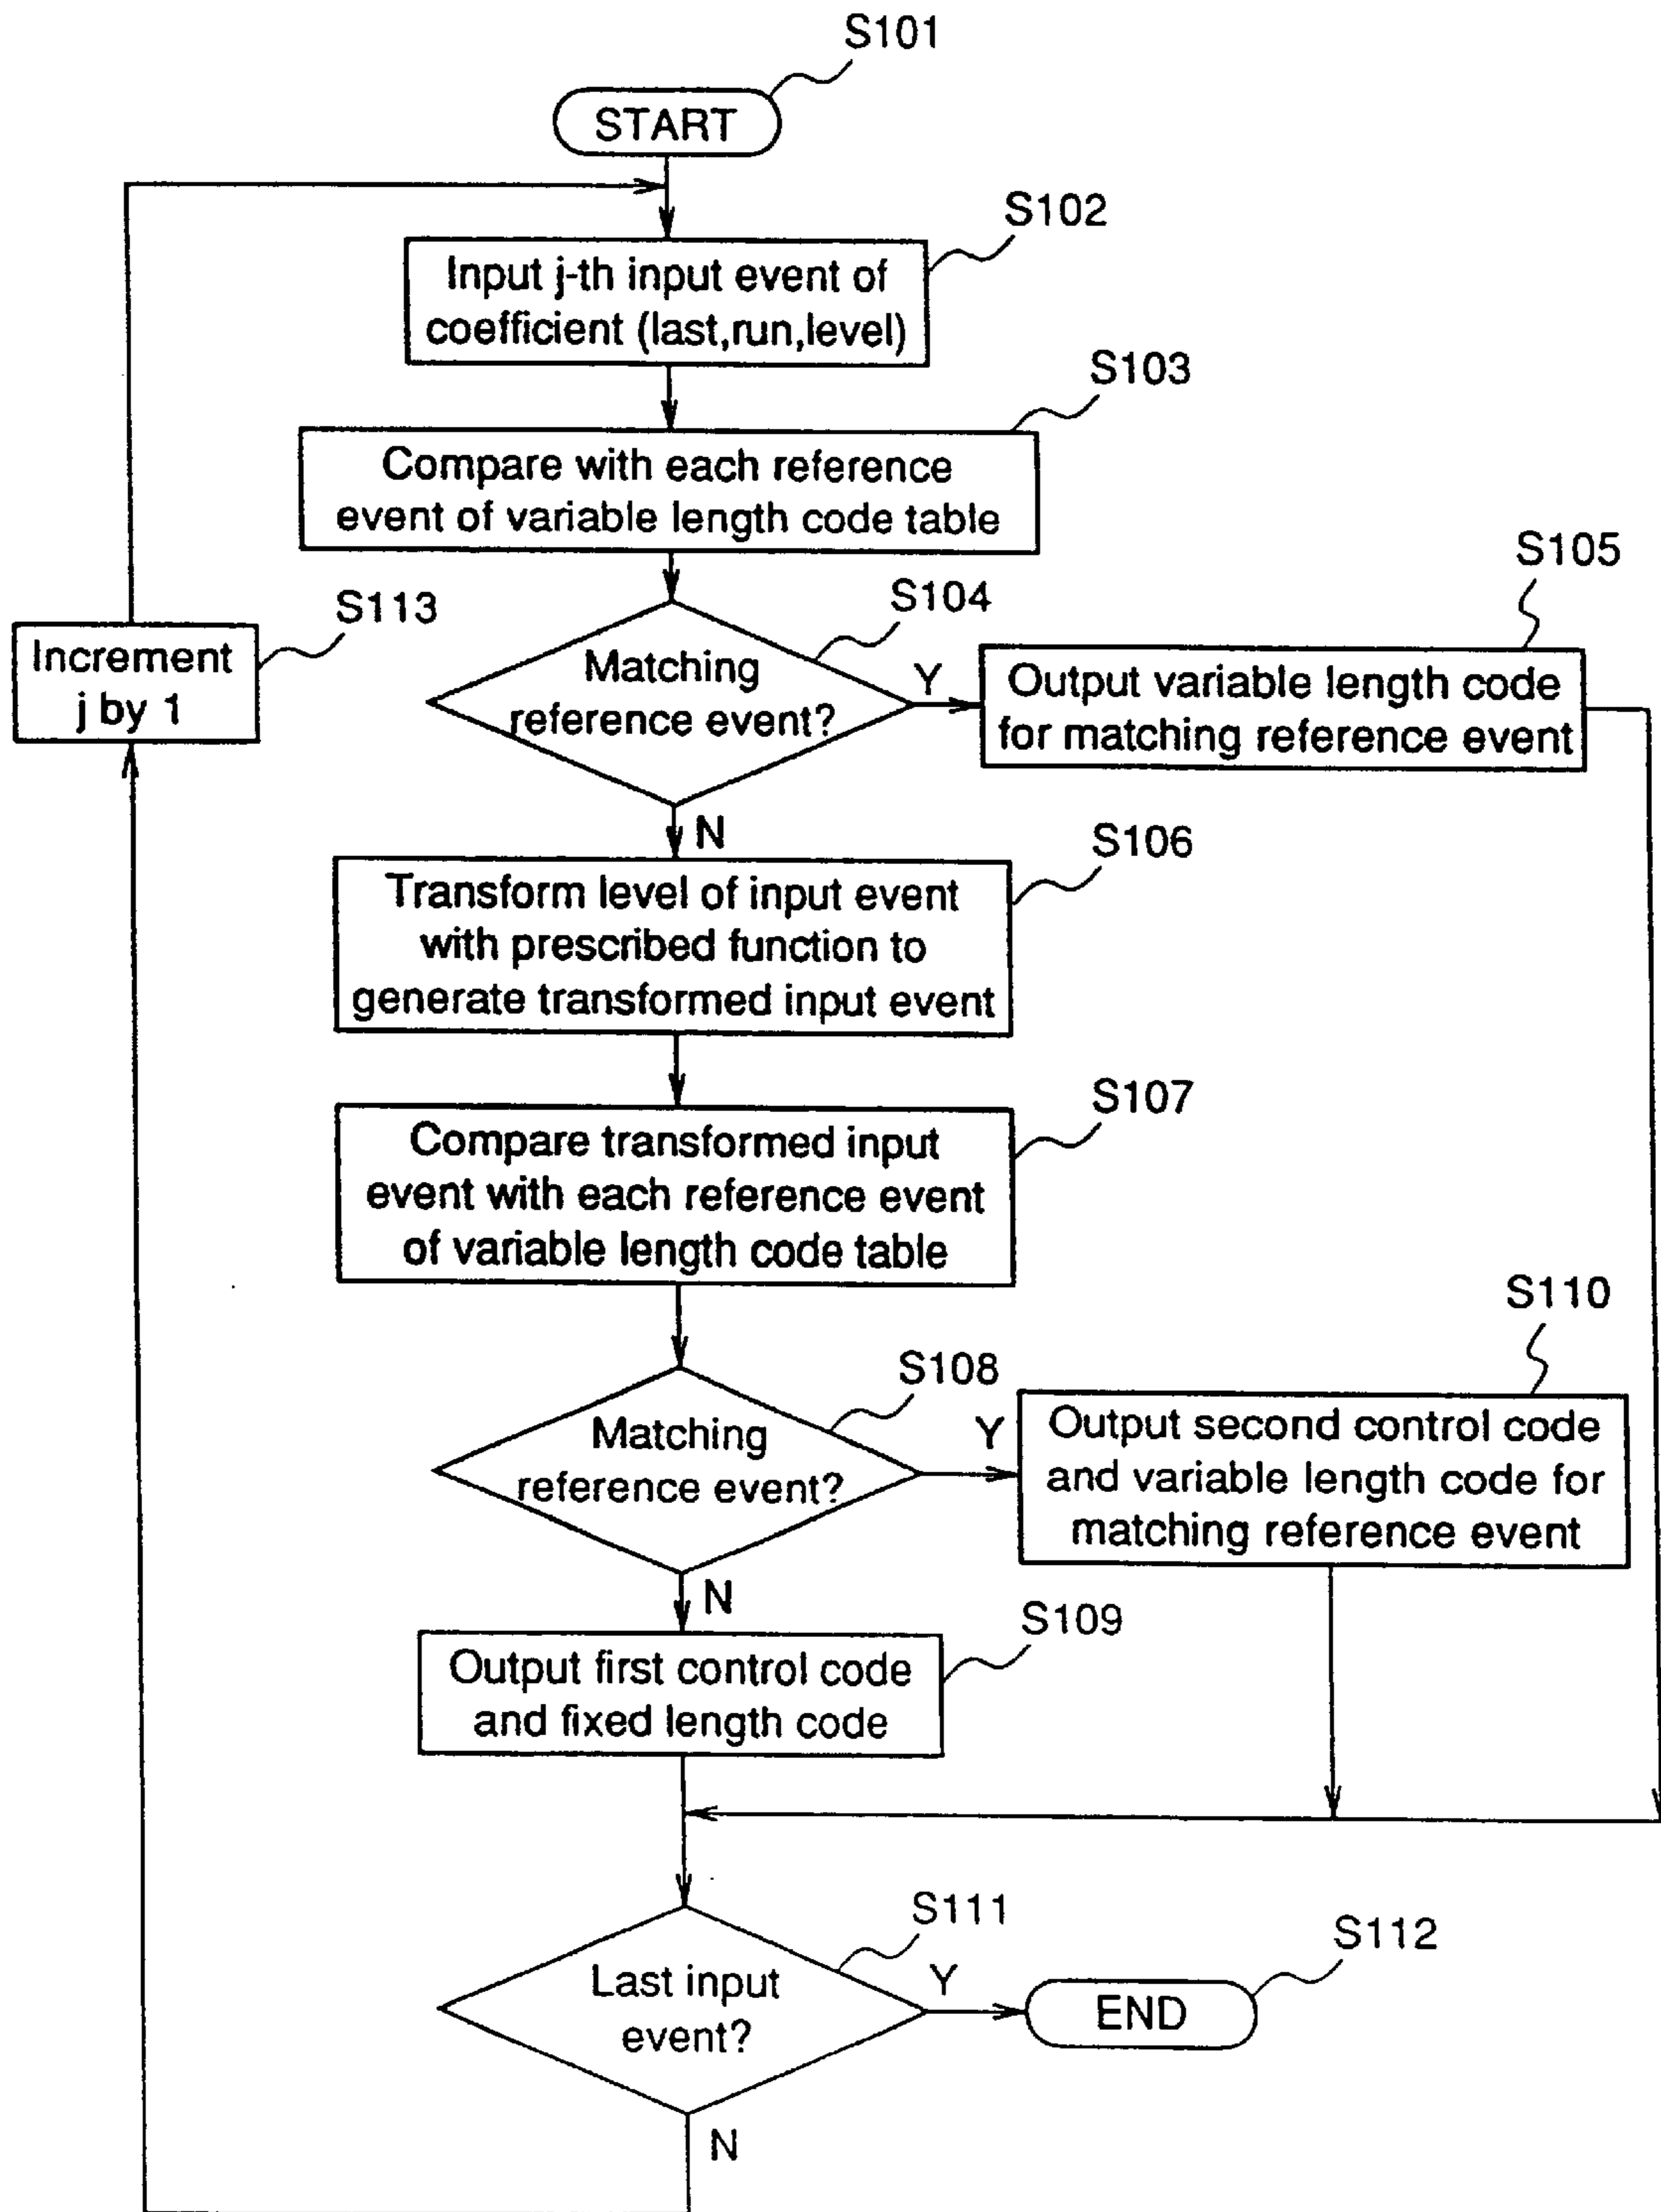 S101
START
S102
Input j-th input event of
coefficient (last,run,level)
S103
Compare with each reference
event of variable length code table
S104
Matching
reference event?
Y
S105
Output variable length code
for matching reference event
S113
Increment
j by 1
N
S106
Transform level of input event
with prescribed function to
generate transformed input event
S107
Compare transformed input
event with each reference event
of variable length code table
S108
Matching
reference event?
Y
S110
Output second control code
and variable length code for
matching reference event
N
S109
Output first control code
and fixed length code
S111
Last input
event?
Y
S112
END
N